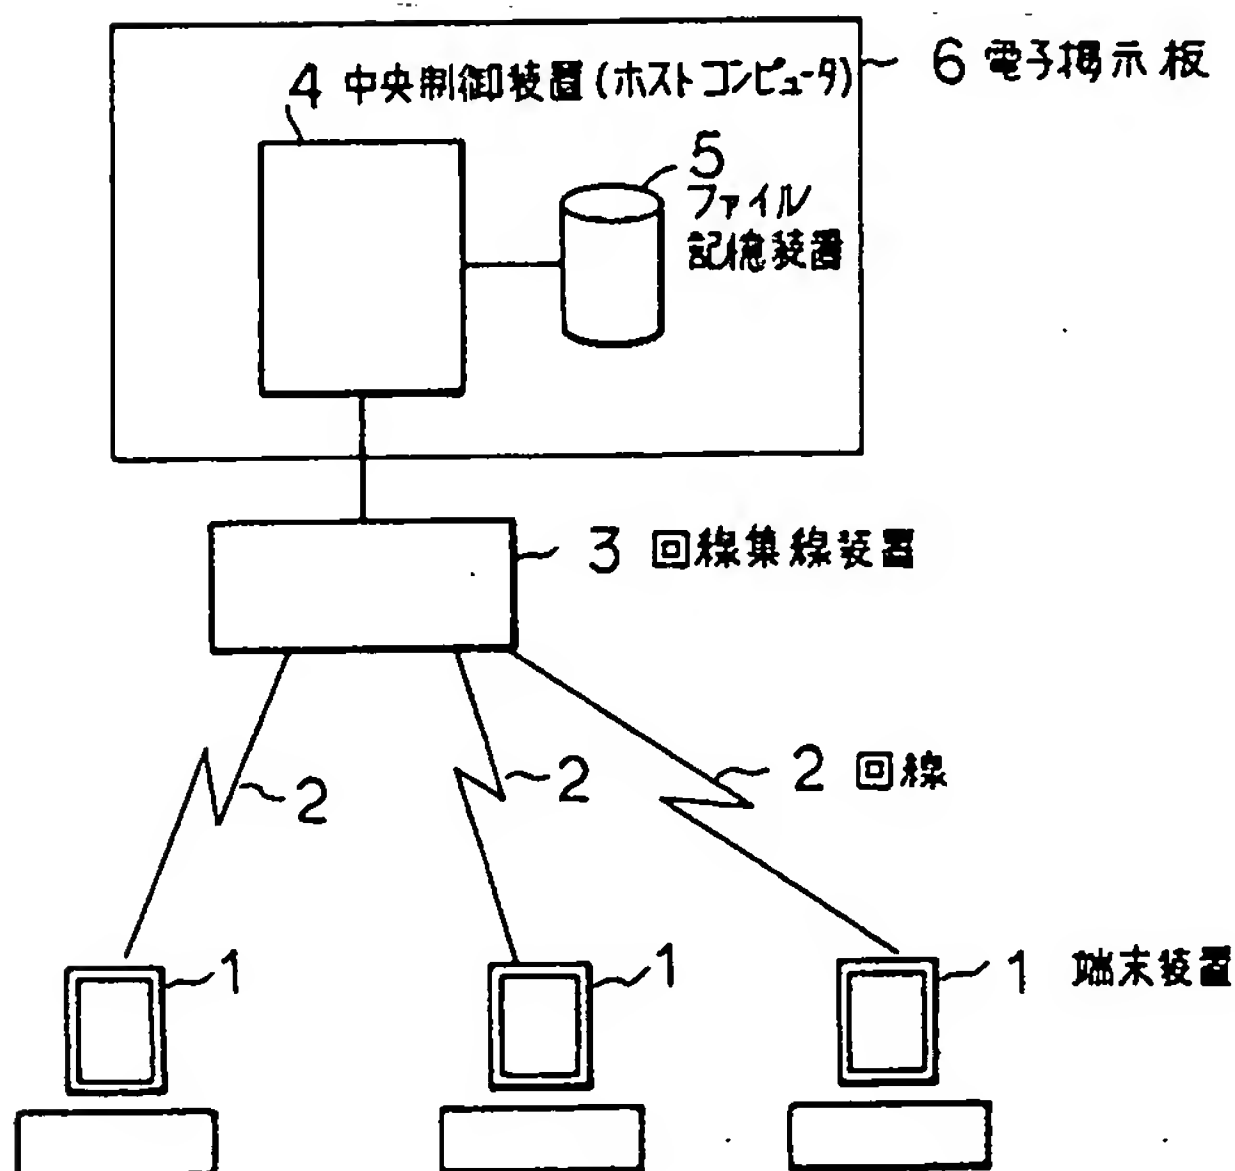 6 電子掲示板
4 中央制御装置(ホストコンピュータ)
5
ファイル
記憶装置
3 回線集線装置
2
2
2 回線
1
1
1 端末装置